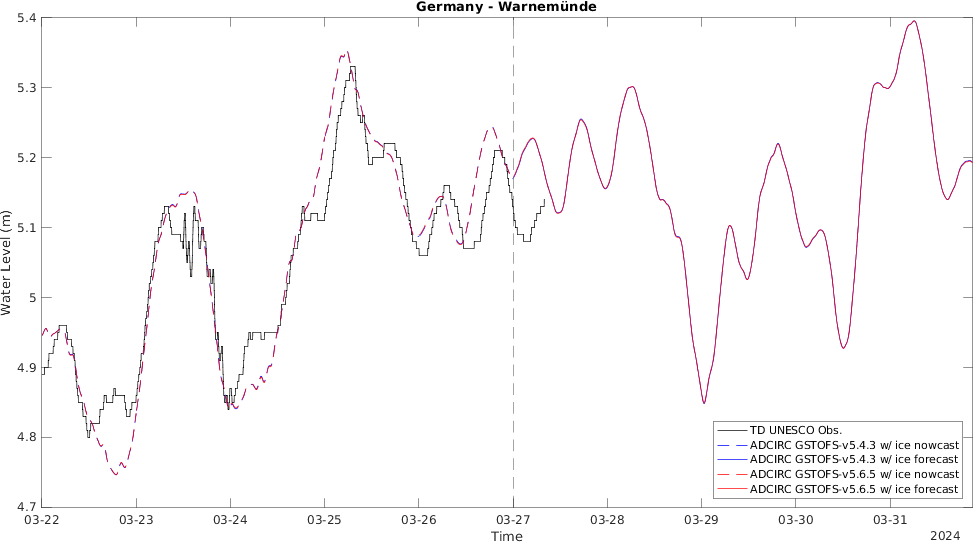 Germany - Warnemünde
Water Level (m)
5.4
5.3
5.2
5.1
5
4.9
4.8
4.7
TD UNESCO Obs.
ADCIRC GSTOFS-v5.4.3 w/ ice nowcast
ADCIRC GSTOFS-v5.4.3 w/ ice forecast
ADCIRC GSTOFS-v5.6.5 w/ ice nowcast
ADCIRC GSTOFS-v5.6.5 w/ ice forecast
03-22 03-23 03-24 03-25 03-26 03-27 03-28 03-29 03-30 03-31
Time
2024